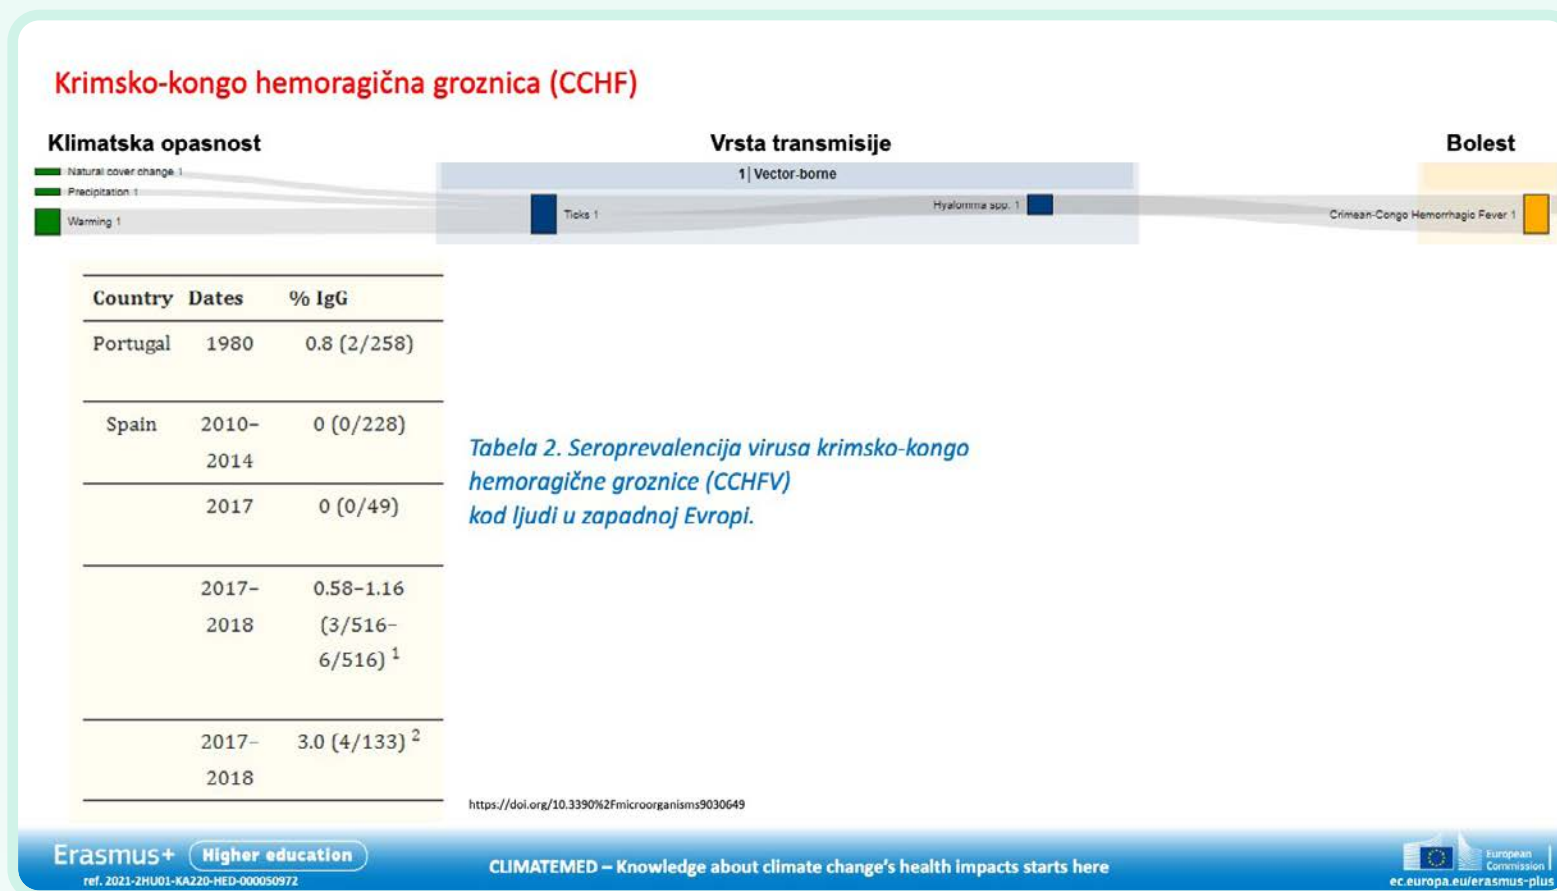 Krimsko-kongo hemoragična groznica (CCHF)
Klimatska opasnost
Vrsta transmisije
Bolest
Natural cover change 1
Precipitation 1
Warming 1
1 | Vector-borne
Ticks 1
Hyalomma spp. 1
Crimean-Congo Hemorrhagic Fever 1
Country Dates % IgG
Portugal 1980 0.8 (2/258)
Spain 2010– 0 (0/228)
2014
2017 0 (0/49)
2017– 0.58–1.16
2018 (3/516–
6/516) 1
2017– 3.0 (4/133) 2
2018
Tabela 2. Seroprevalencija virusa krimsko-kongo
hemoragične groznice (CCHFV)
kod ljudi u zapadnoj Evropi.
https://doi.org/10.3390%2Fmicroorganisms9030649
Erasmus+ Higher education
ref. 2021-2HU01-KA220-HED-000050972
CLIMATEMED – Knowledge about climate change's health impacts starts here
European
Commission
ec.europa.eu/erasmus-plus